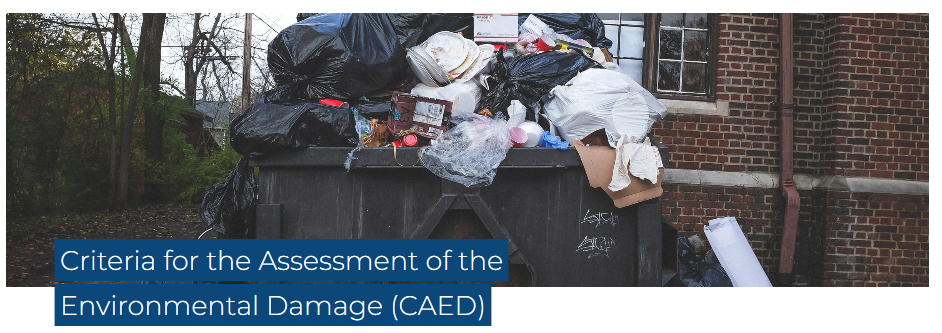 Criteria for the Assessment of the
Environmental Damage (CAED)